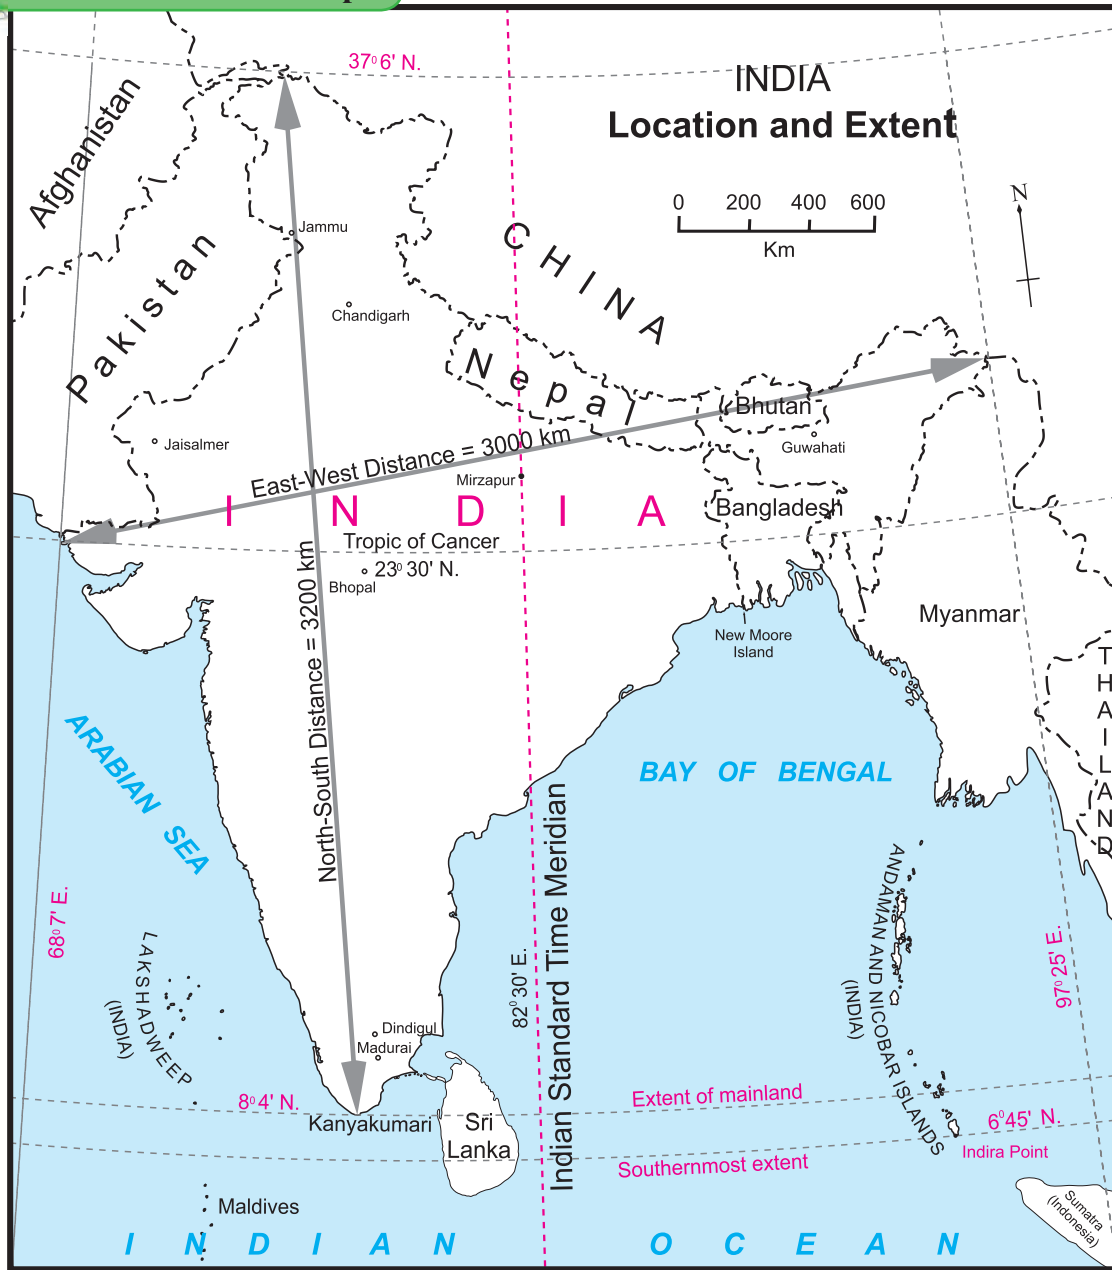 37° 6' N.
INDIA
Location and Extent
Afghanistan
N
0 200 400 600
Km
Jammu
CHINA
Pakistan
Chandigarh
Nepal
Bhutan
Jaisalmer
East-West Distance = 3000 km
Guwahati
Mirzapur
INDIA
Bangladesh
Tropic of Cancer
23° 30' N.
Bhopal
North-South Distance = 3200 km
Myanmar
New Moore
Island
THAILAND
ARABIAN SEA
BAY OF BENGAL
Indian Standard Time Meridian
68° 7' E.
82° 30' E.
97° 25' E.
LAKSHADWEEP
(INDIA)
ANDAMAN AND NICOBAR ISLANDS
(INDIA)
Dindigul
Madurai
8° 4' N.
Extent of mainland
Kanyakumari
Sri
Lanka
6° 45' N.
Indira Point
Southernmost extent
Maldives
Sumatra
(Indonesia)
INDIAN OCEAN